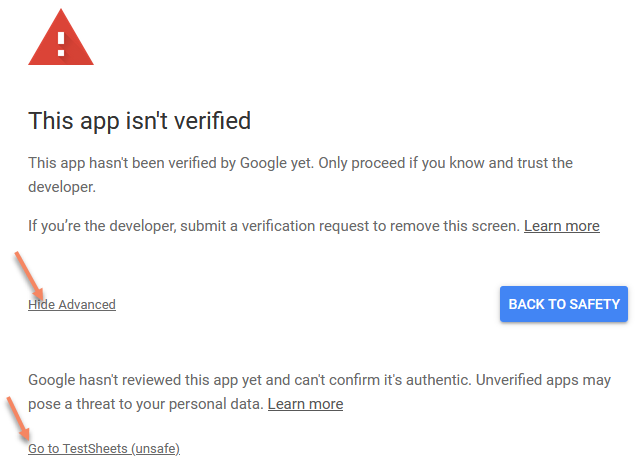 This app isn't verified
This app hasn't been verified by Google yet. Only proceed if you know and trust the
developer.
If you’re the developer, submit a verification request to remove this screen. Learn more
Hide Advanced
BACK TO SAFETY
Google hasn't reviewed this app yet and can't confirm it's authentic. Unverified apps may
pose a threat to your personal data. Learn more
Go to TestSheets (unsafe)